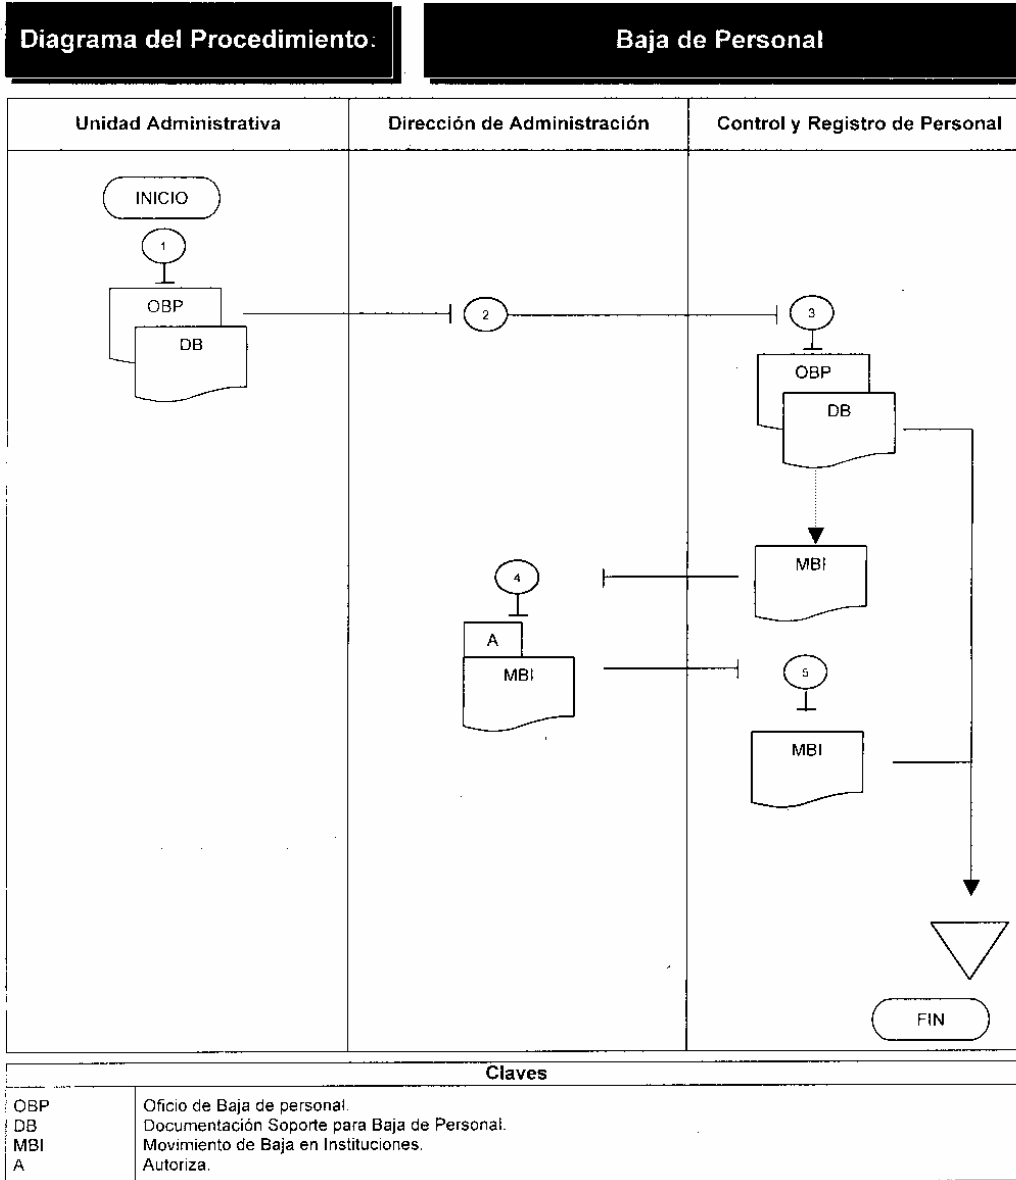 Diagrama del Procedimiento:
Baja de Personal
Unidad Administrativa
Dirección de Administración
Control y Registro de Personal
INICIO
1
OBP
DB
2
3
OBP
DB
MBI
4
A
MBI
5
MBI
FIN
Claves
OBP Oficio de Baja de personal.
DB Documentación Soporte para Baja de Personal.
MBI Movimiento de Baja en Instituciones.
A Autoriza.